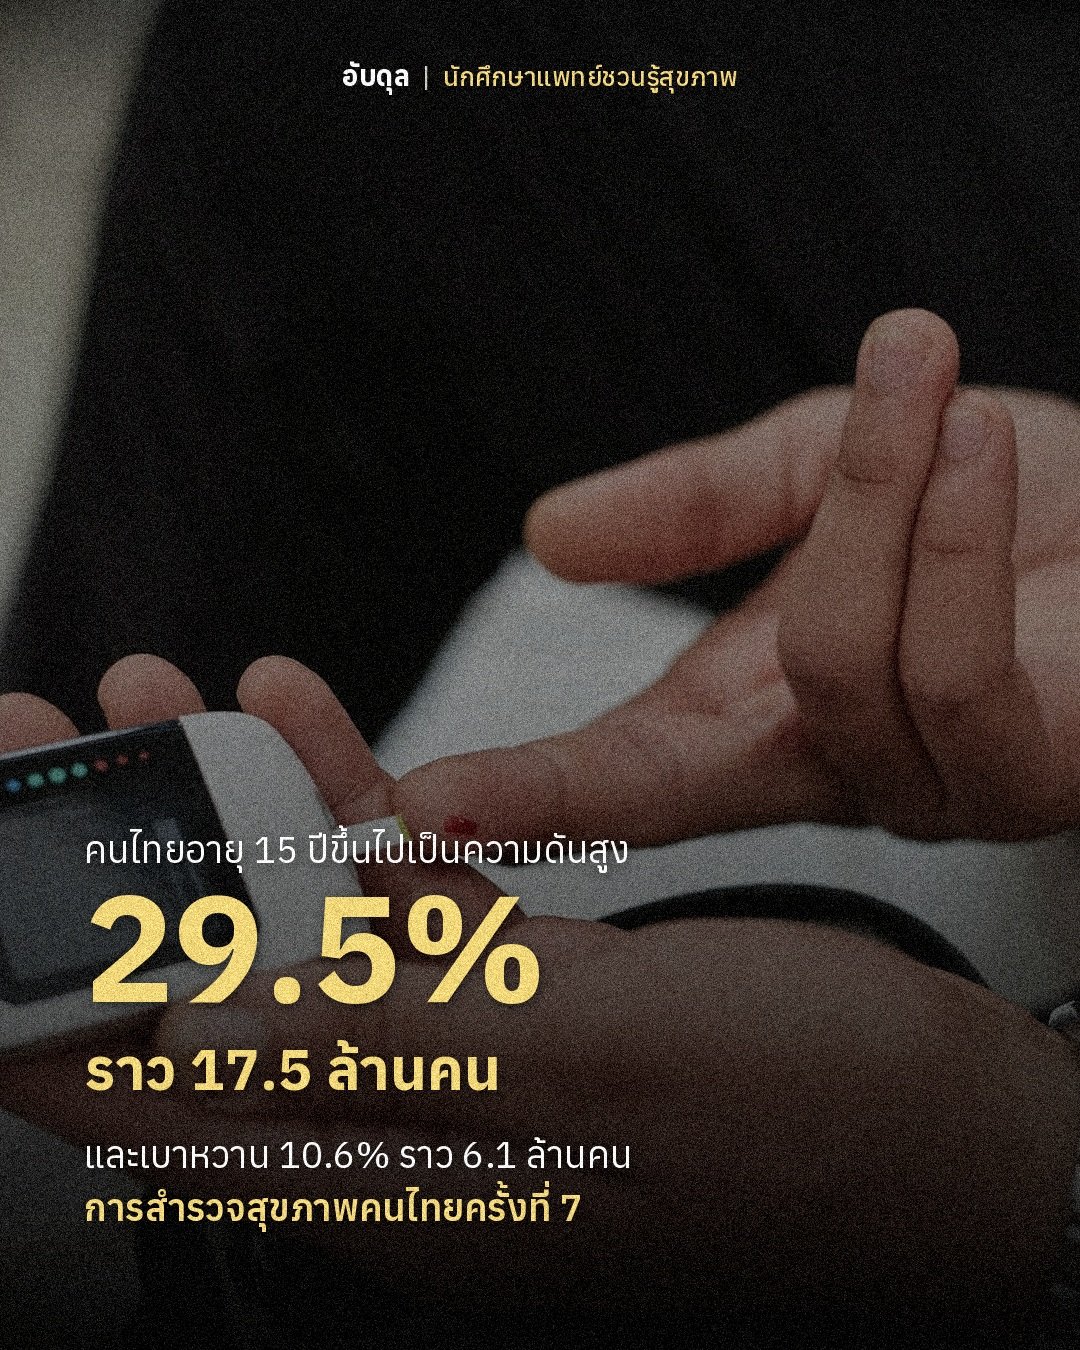 อับดุล | นักศึกษาแพทย์ชวนรู้สุขภาพ
คนไทยอายุ 15 ปีขึ้นไปเป็นความดันสูง
29.5%
ราว 17.5 ล้านคน
และเบาหวาน 10.6% ราว 6.1 ล้านคน
การสำรวจสุขภาพคนไทยครั้งที่ 7